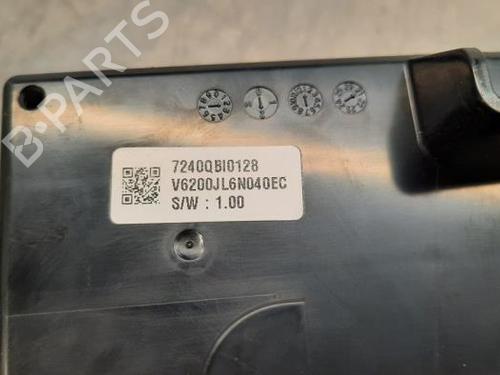 B-PARTS
7240QBI0128
V6200JL6N040EC
S/W : 1.00